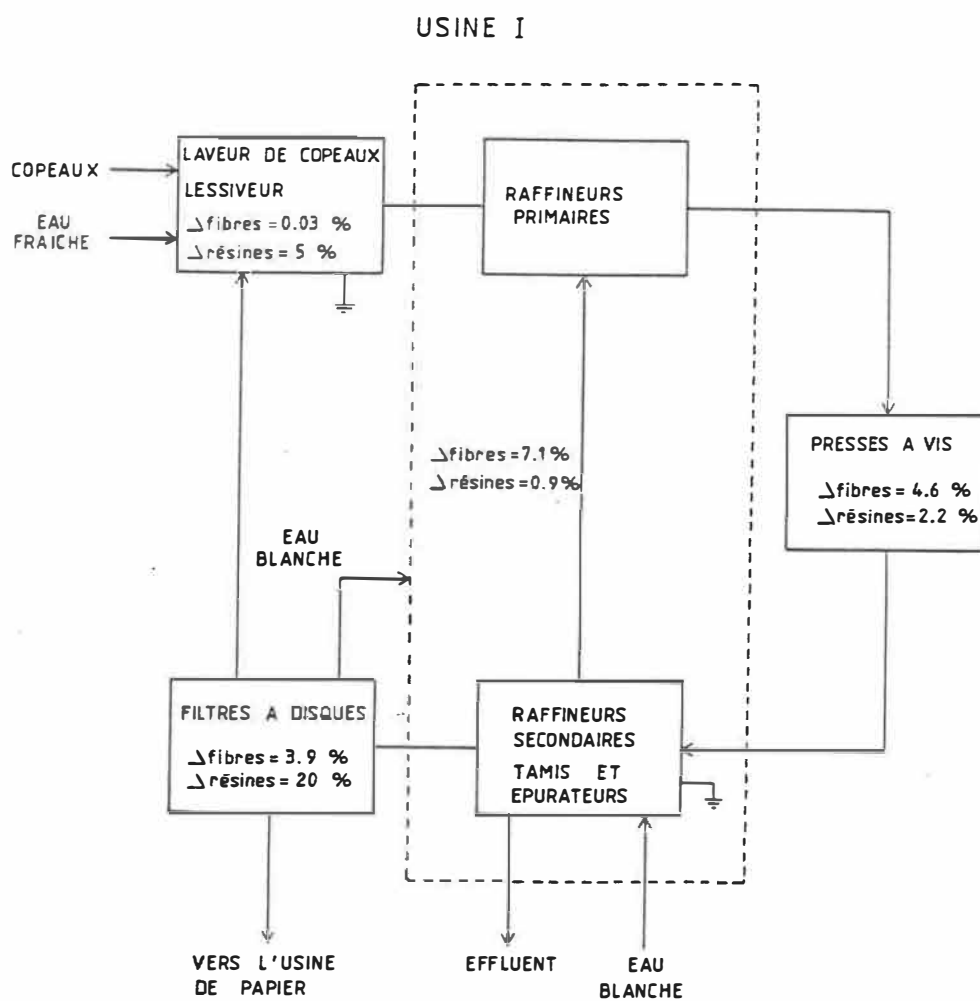 USINE I
LAVEUR DE COPEAUX
LESSIVEUR
△fibres = 0.03 %
△résines = 5 %
COPEAUX
EAU
FRAICHE
RAFFINEURS
PRIMAIRES
PRESSES A VIS
△fibres = 4.6 %
△résines = 2.2 %
△fibres = 7.1 %
△résines = 0.9 %
EAU
BLANCHE
FILTRES A DISQUES
△fibres = 3.9 %
△résines = 20 %
RAFFINEURS
SECONDAIRES
TAMIS ET
EPURATEURS
VERS L'USINE
DE PAPIER
EFFLUENT
EAU
BLANCHE